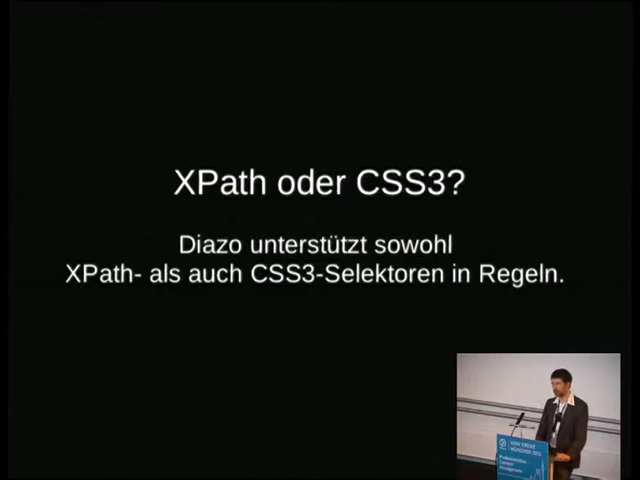 XPath oder CSS3?
Diazo unterstützt sowohl
XPath- als auch CSS3-Selektoren in Regeln.